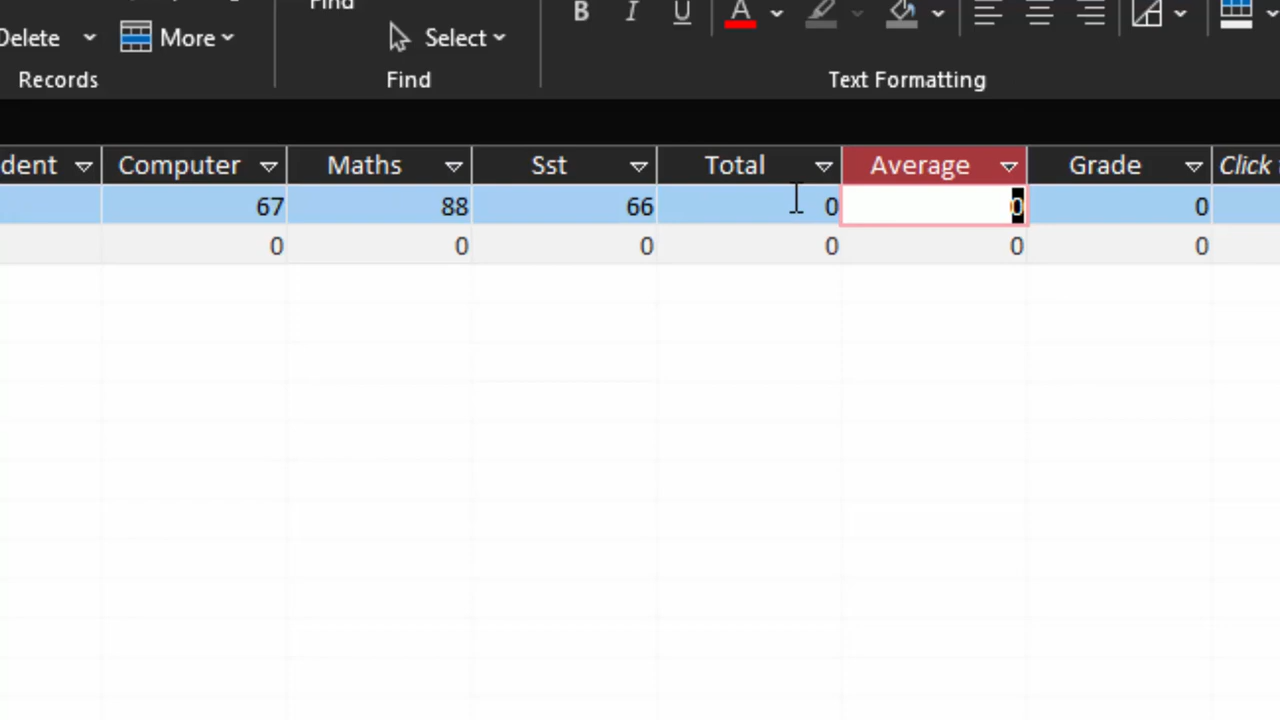 Find
B I U A
Delete More Select
Records Find Text Formatting
dent Computer Maths Sst Total Average Grade Click
67 88 66 0 0 0
0 0 0 0 0 0